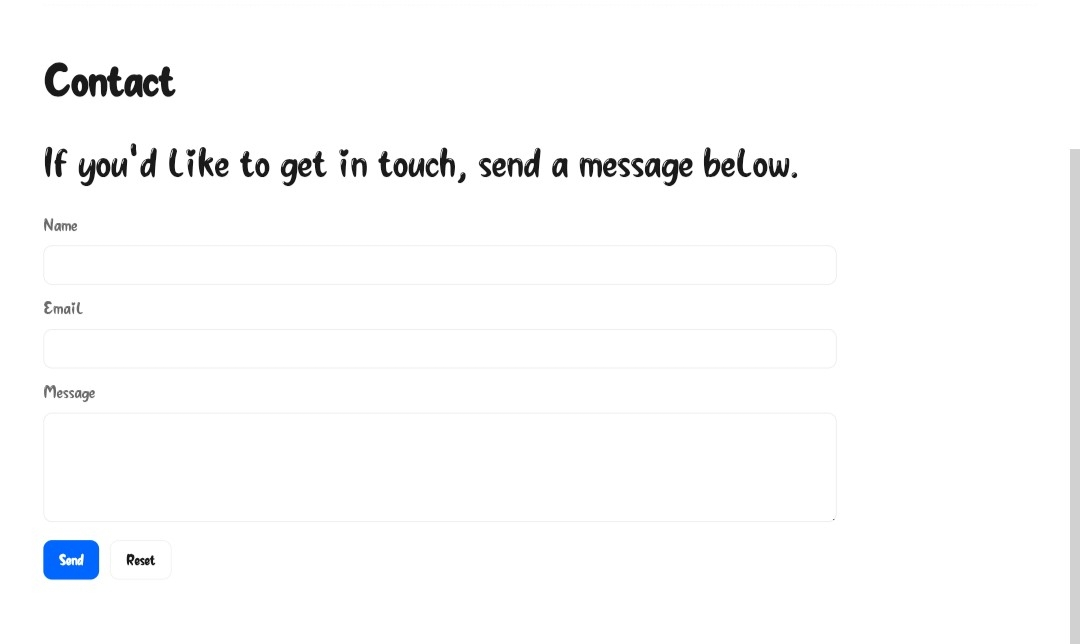 Contact
If you'd like to get in touch, send a message below.
Name
Email
Message
Send
Reset